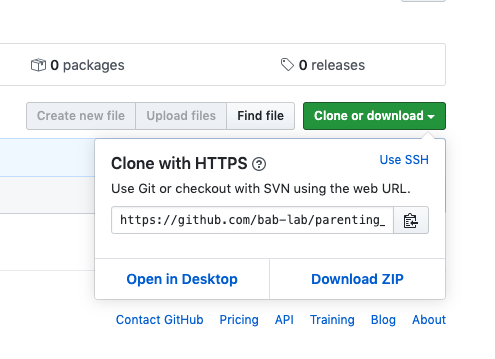 0 packages
0 releases
Create new file
Upload files
Find file
Clone or download
Clone with HTTPS
Use SSH
Use Git or checkout with SVN using the web URL.
https://github.com/bab-lab/parenting_
Open in Desktop
Download ZIP
Contact GitHub Pricing API Training Blog About